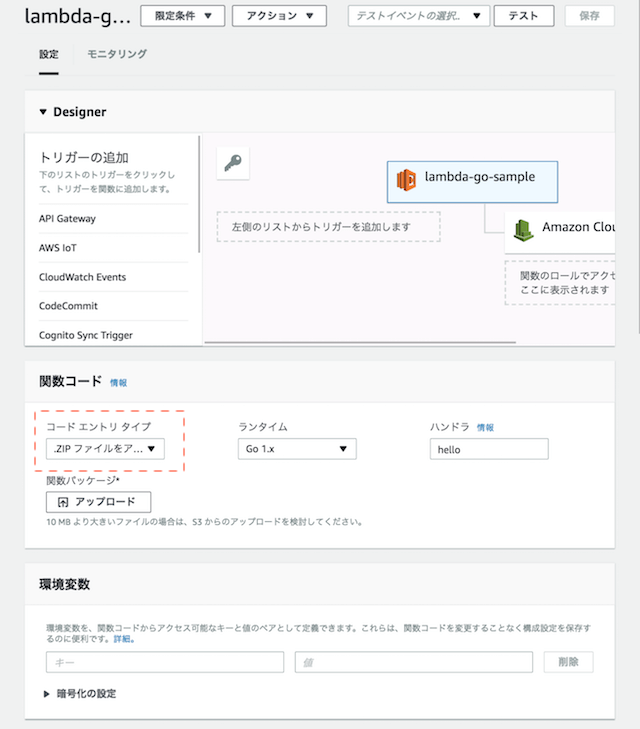 lambda-g...
限定条件
アクション
テストイベントの選択..
テスト
保存
設定
モニタリング
Designer
トリガーの追加
下のリストのトリガーをクリックし
て、トリガーを関数に追加します。
API Gateway
AWS IoT
CloudWatch Events
CodeCommit
Cognito Sync Trigger
lambda-go-sample
左側のリストからトリガーを追加します
Amazon Clou
関数のロールでアクセ
ここに表示されます
関数コード 情報
コード エントリ タイプ
.ZIP ファイルをア...
ランタイム
Go 1.x
ハンドラ 情報
hello
関数パッケージ*
アップロード
10 MB より大きいファイルの場合は、S3 からのアップロードを検討してください。
環境変数
環境変数を、関数コードからアクセス可能なキーと値のペアとして定義できます。これらは、関数コードを変更することなく構成設定を保存す
るのに便利です。詳細。
キー
値
削除
暗号化の設定